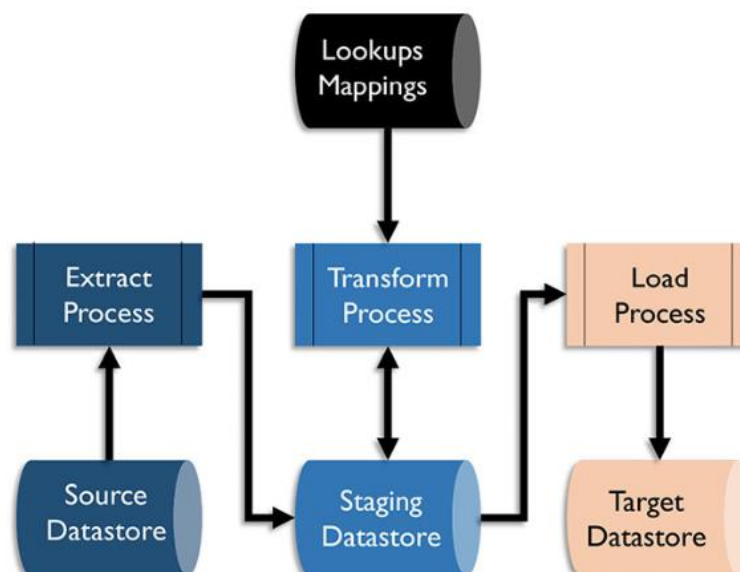 Lookups
Mappings
Extract
Process
Transform
Process
Load
Process
Source
Datastore
Staging
Datastore
Target
Datastore